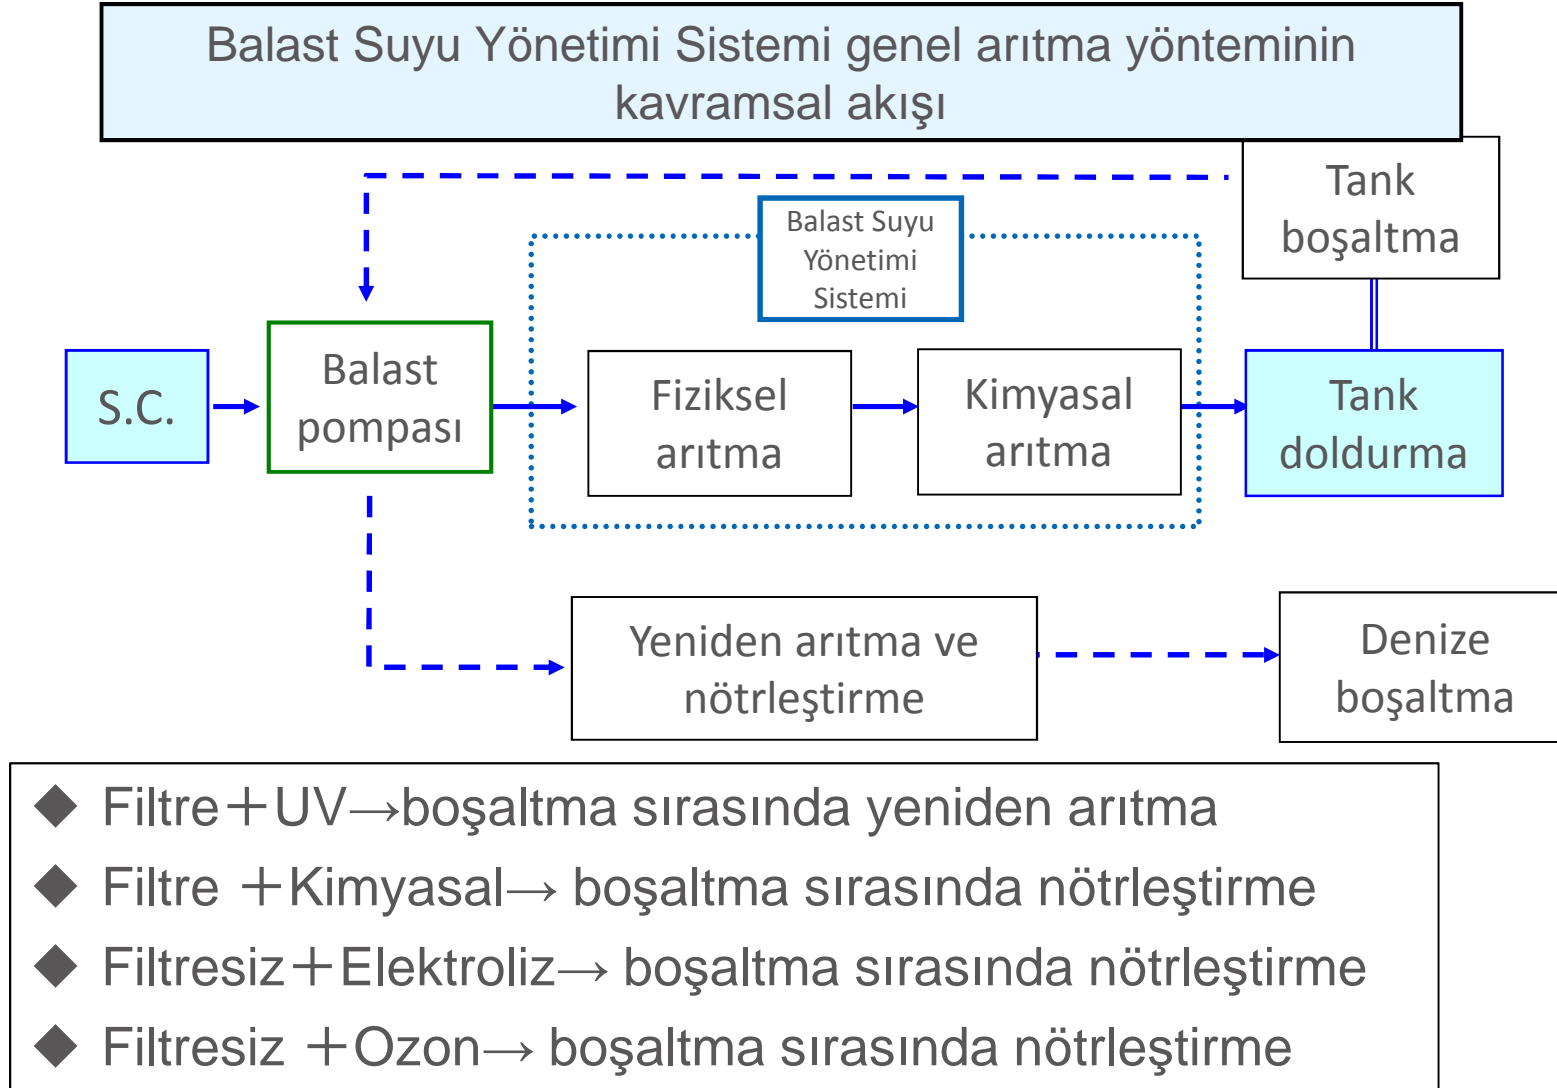 Balast Suyu Yönetimi Sistemi genel arıtma yönteminin
kavramsal akışı
Tank
boşaltma
Balast Suyu
Yönetimi
Sistemi
S.C.
Balast
pompası
Fiziksel
arıtma
Kimyasal
arıtma
Tank
doldurma
Yeniden arıtma ve
nötrleştirme
Denize
boşaltma
◆ Filtre＋UV→boşaltma sırasında yeniden arıtma
◆ Filtre ＋Kimyasal→ boşaltma sırasında nötrleştirme
◆ Filtresiz＋Elektroliz→ boşaltma sırasında nötrleştirme
◆ Filtresiz ＋Ozon→ boşaltma sırasında nötrleştirme